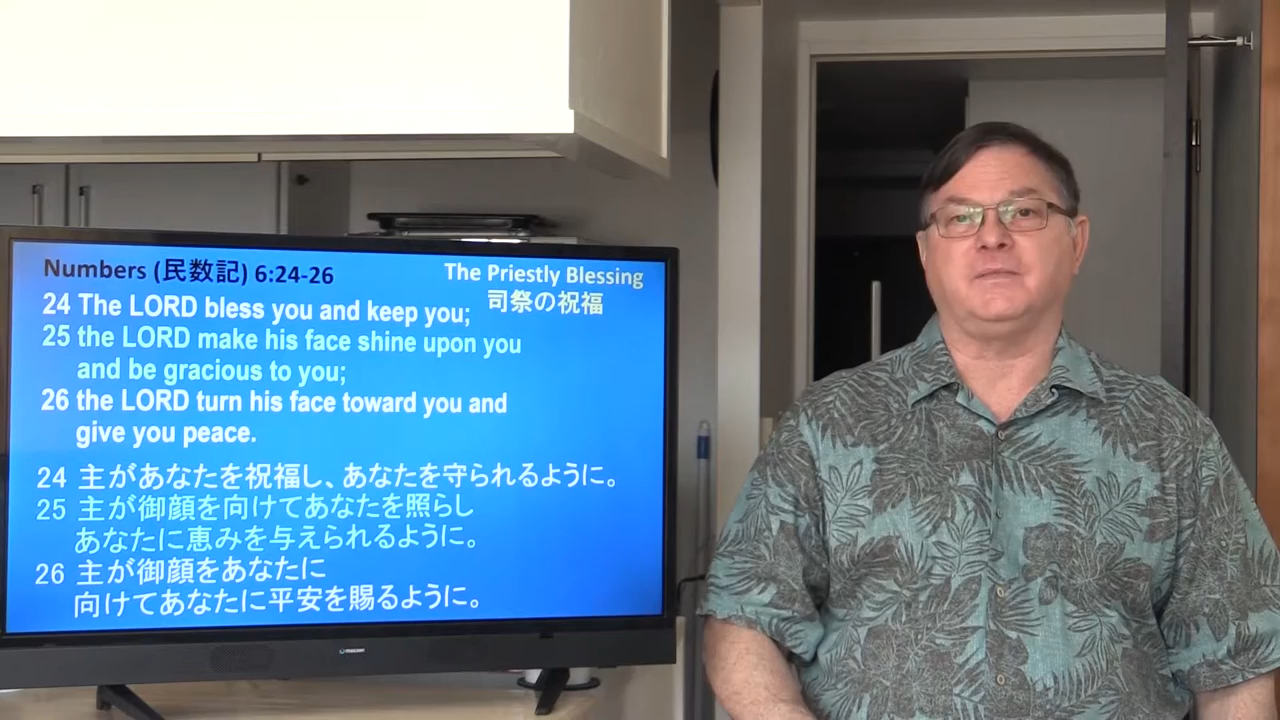 Numbers (民数記) 6:24-26
The Priestly Blessing
司祭の祝福
24 The LORD bless you and keep you;
25 the LORD make his face shine upon you
and be gracious to you;
26 the LORD turn his face toward you and
give you peace.
24 主があなたを祝福し、あなたを守られるように。
25 主が御顔を向けてあなたを照らし
あなたに恵みを与えられるように。
26 主が御顔をあなたに
向けてあなたに平安を賜るように。